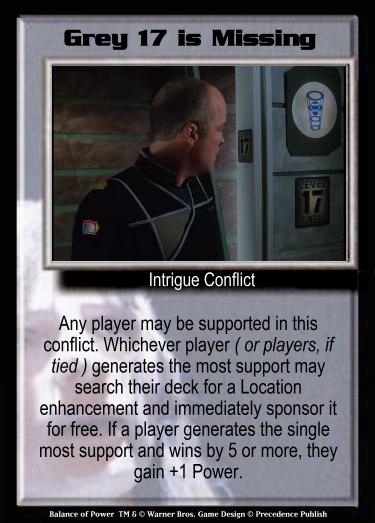 Grey 17 is Missing
17
LEVEL
17
Intrigue Conflict
Any player may be supported in this
conflict. Whichever player ( or players, if
tied ) generates the most support may
search their deck for a Location
enhancement and immediately sponsor it
for free. If a player generates the single
most support and wins by 5 or more, they
gain +1 Power.
Balance of Power TM & © Warner Bros. Game Design © Precedence Publish